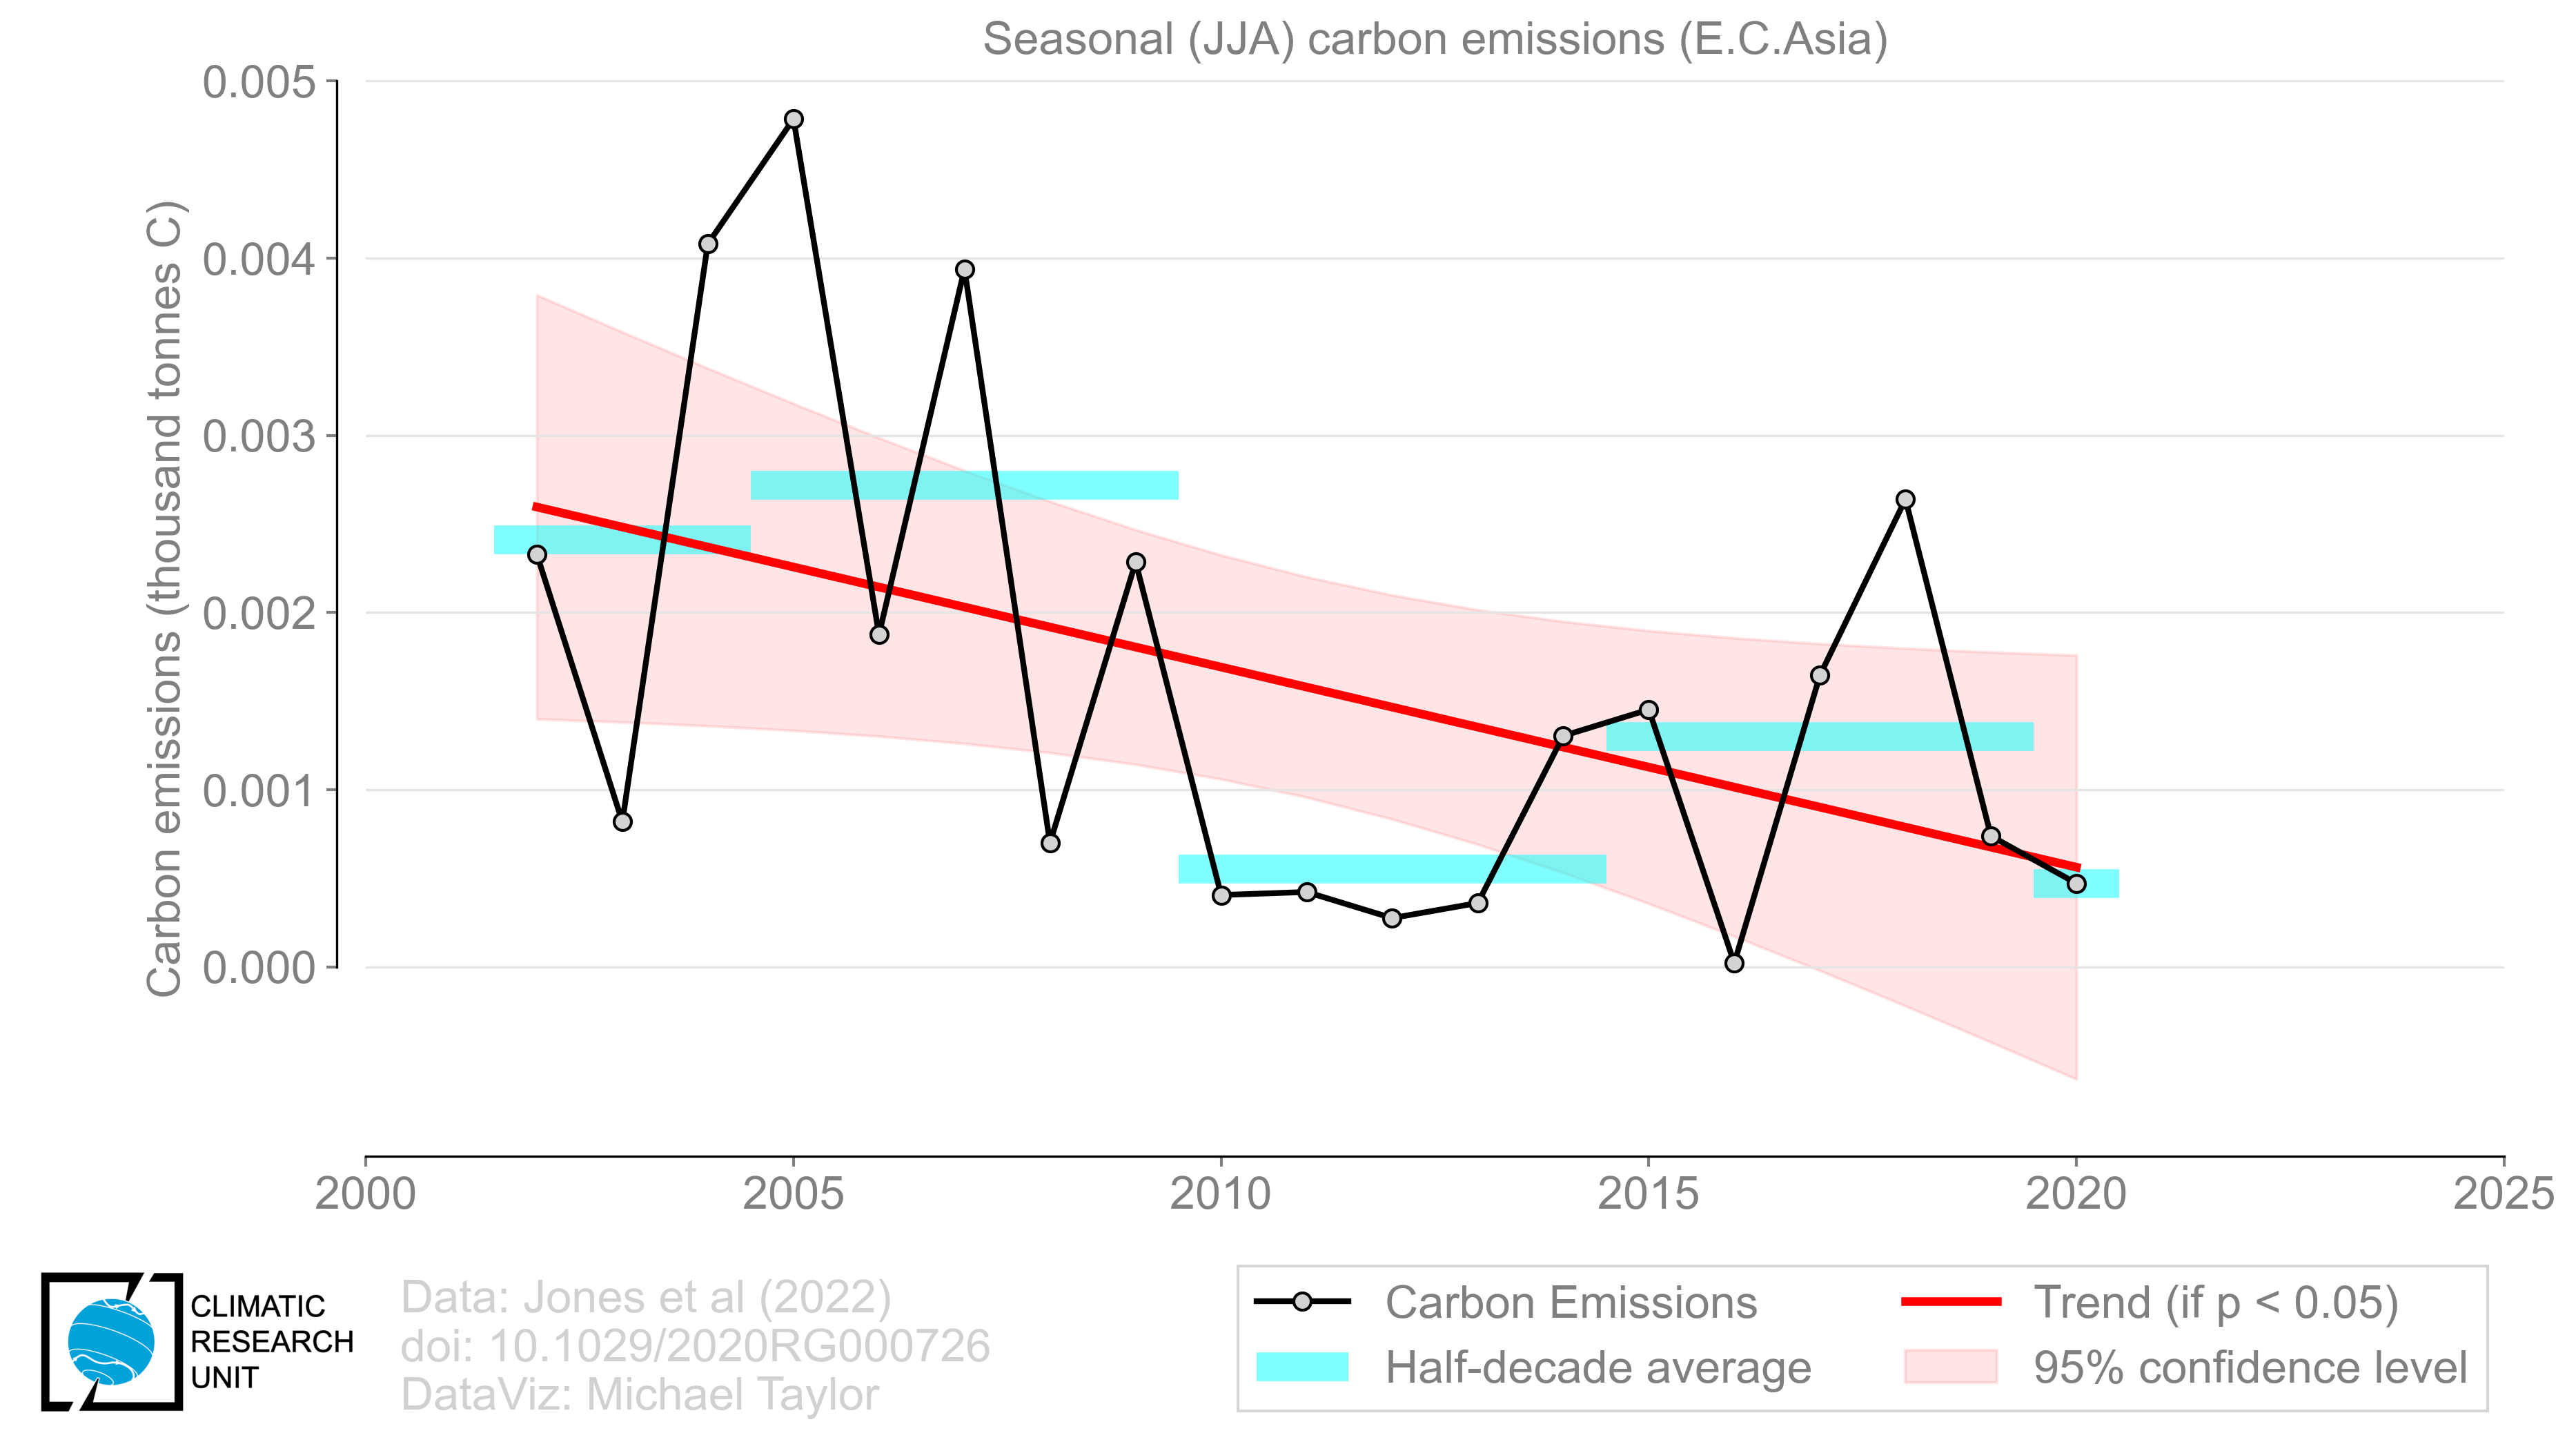 Seasonal (JJA) carbon emissions (E.C.Asia)
Carbon emissions (thousand tonnes C)
0.005
0.004
0.003
0.002
0.001
0.000
2000
2005
2010
2015
2020
2025
CLIMATIC
RESEARCH
UNIT
Data: Jones et al (2022)
doi: 10.1029/2020RG000726
DataViz: Michael Taylor
Carbon Emissions
Half-decade average
Trend (if p < 0.05)
95% confidence level